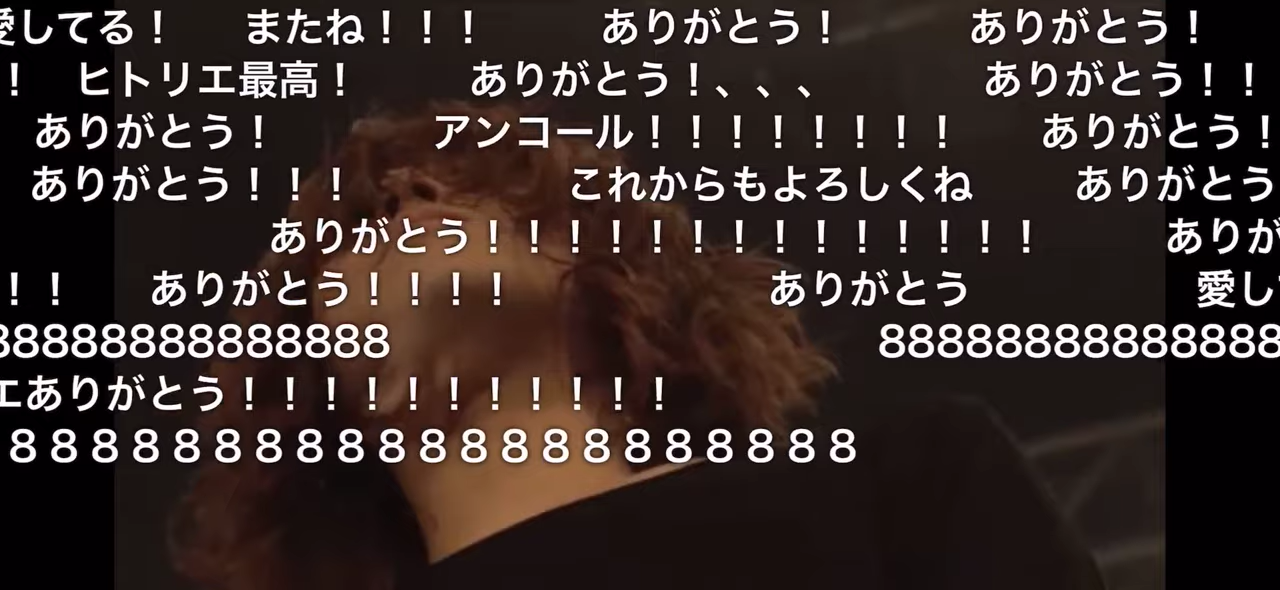 愛してる！ またね！！！ ありがとう！ ありがとう！
！ ヒトリエ最高！ ありがとう！、、、 ありがとう！！
ありがとう！ アンコール！！！！！！！！ ありがとう！
ありがとう！！！ これからもよろしくね ありがとう
ありがとう！！！！！！！！！！！！！！ ありが
！！ ありがとう！！！！ ありがとう 愛し
88888888888888 88888888888888
エありがとう！！！！！！！！！！！
８８８８８８８８８８８８８８８８８８８８８